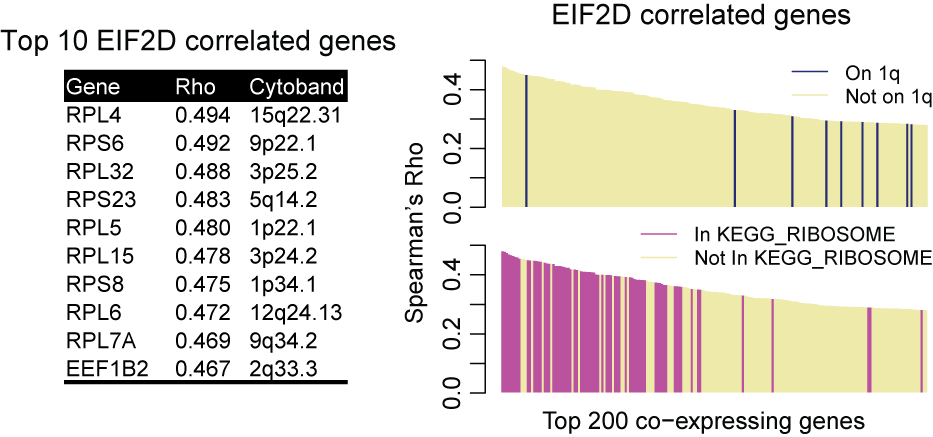 Top 10 EIF2D correlated genes
Gene Rho Cytoband
RPL4 0.494 15q22.31
RPS6 0.492 9p22.1
RPL32 0.488 3p25.2
RPS23 0.483 5q14.2
RPL5 0.480 1p22.1
RPL15 0.478 3p24.2
RPS8 0.475 1p34.1
RPL6 0.472 12q24.13
RPL7A 0.469 9q34.2
EEF1B2 0.467 2q33.3
EIF2D correlated genes
On 1q
Not on 1q
0.4
0.2
0.0
Spearman's Rho
In KEGG_RIBOSOME
Not In KEGG_RIBOSOME
0.4
0.2
0.0
Top 200 co−expressing genes